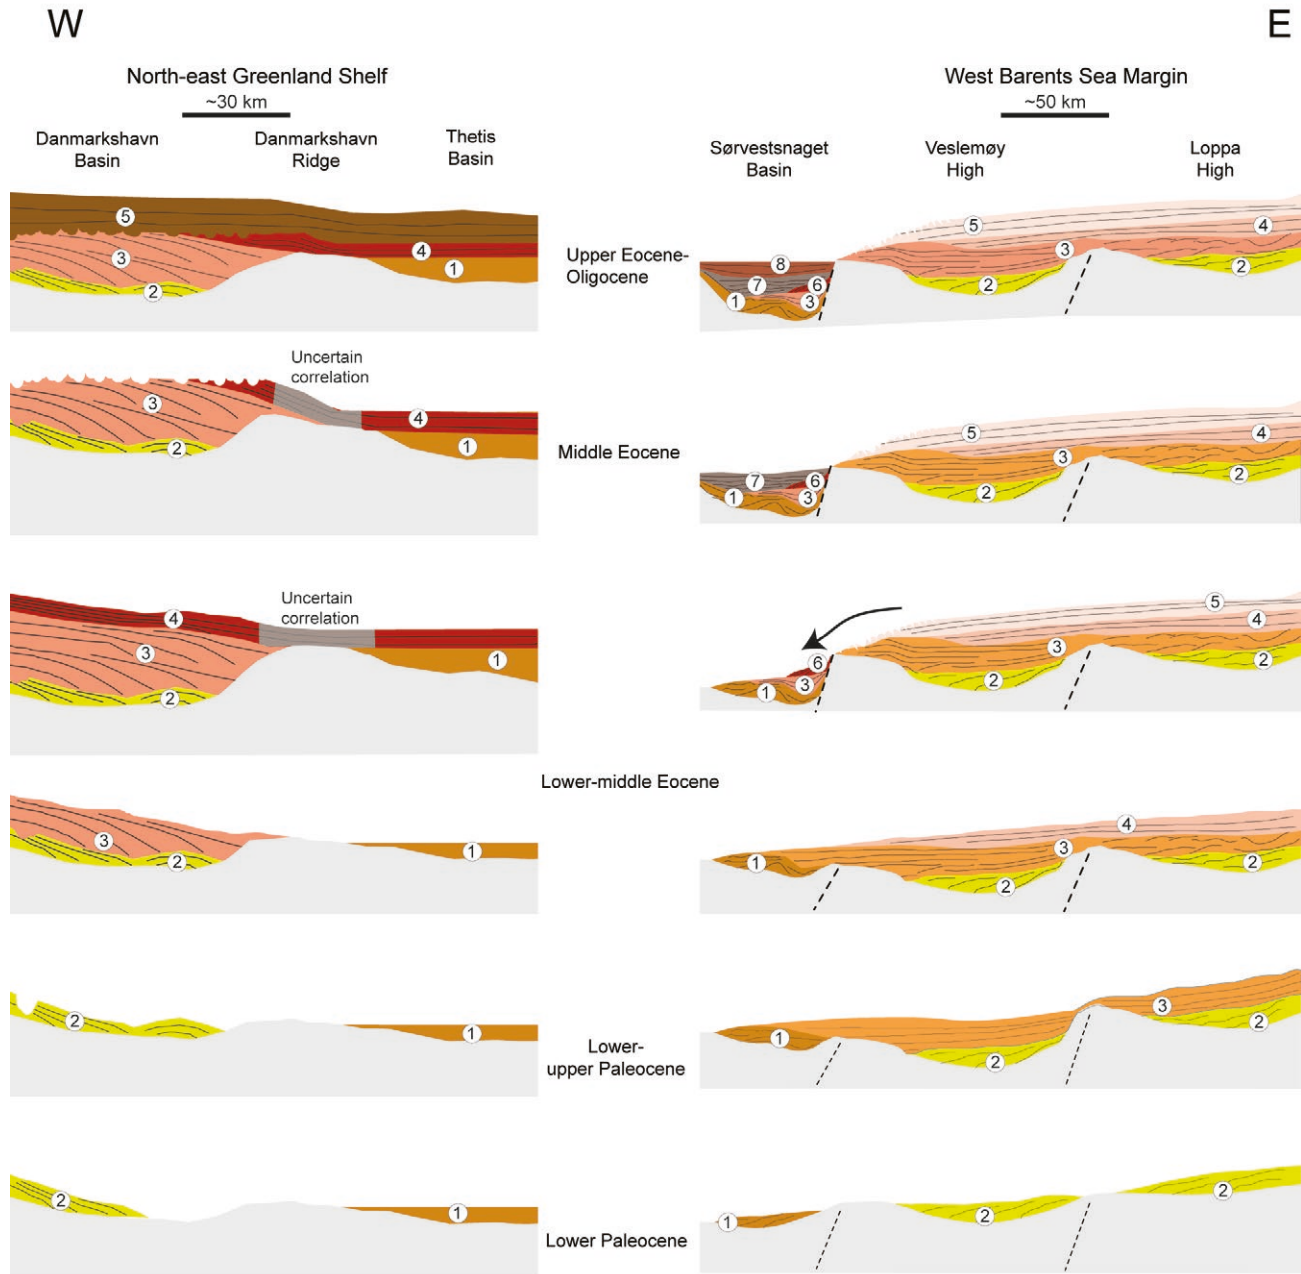 W
E
North-east Greenland Shelf
~30 km
Danmarkshavn
Basin
Danmarkshavn
Ridge
Thetis
Basin
West Barents Sea Margin
~50 km
Sørvestsnaget
Basin
Veslemøy
High
Loppa
High
5
3
4
1
2
Upper Eocene-
Oligocene
5
4
3
8
7
6
1
3
2
2
Uncertain
correlation
3
4
1
2
Middle Eocene
5
4
3
7
6
1
3
2
2
Uncertain
correlation
4
3
1
2
5
4
3
6
3
1
2
2
Lower-middle Eocene
3
2
1
4
3
1
2
2
2
1
Lower-
upper Paleocene
3
1
2
2
2
1
Lower Paleocene
1
2
2